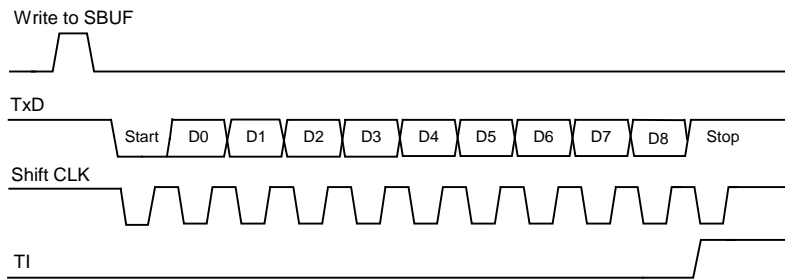 Write to SBUF
TxD
Start D0 D1 D2 D3 D4 D5 D6 D7 D8 Stop
Shift CLK
TI